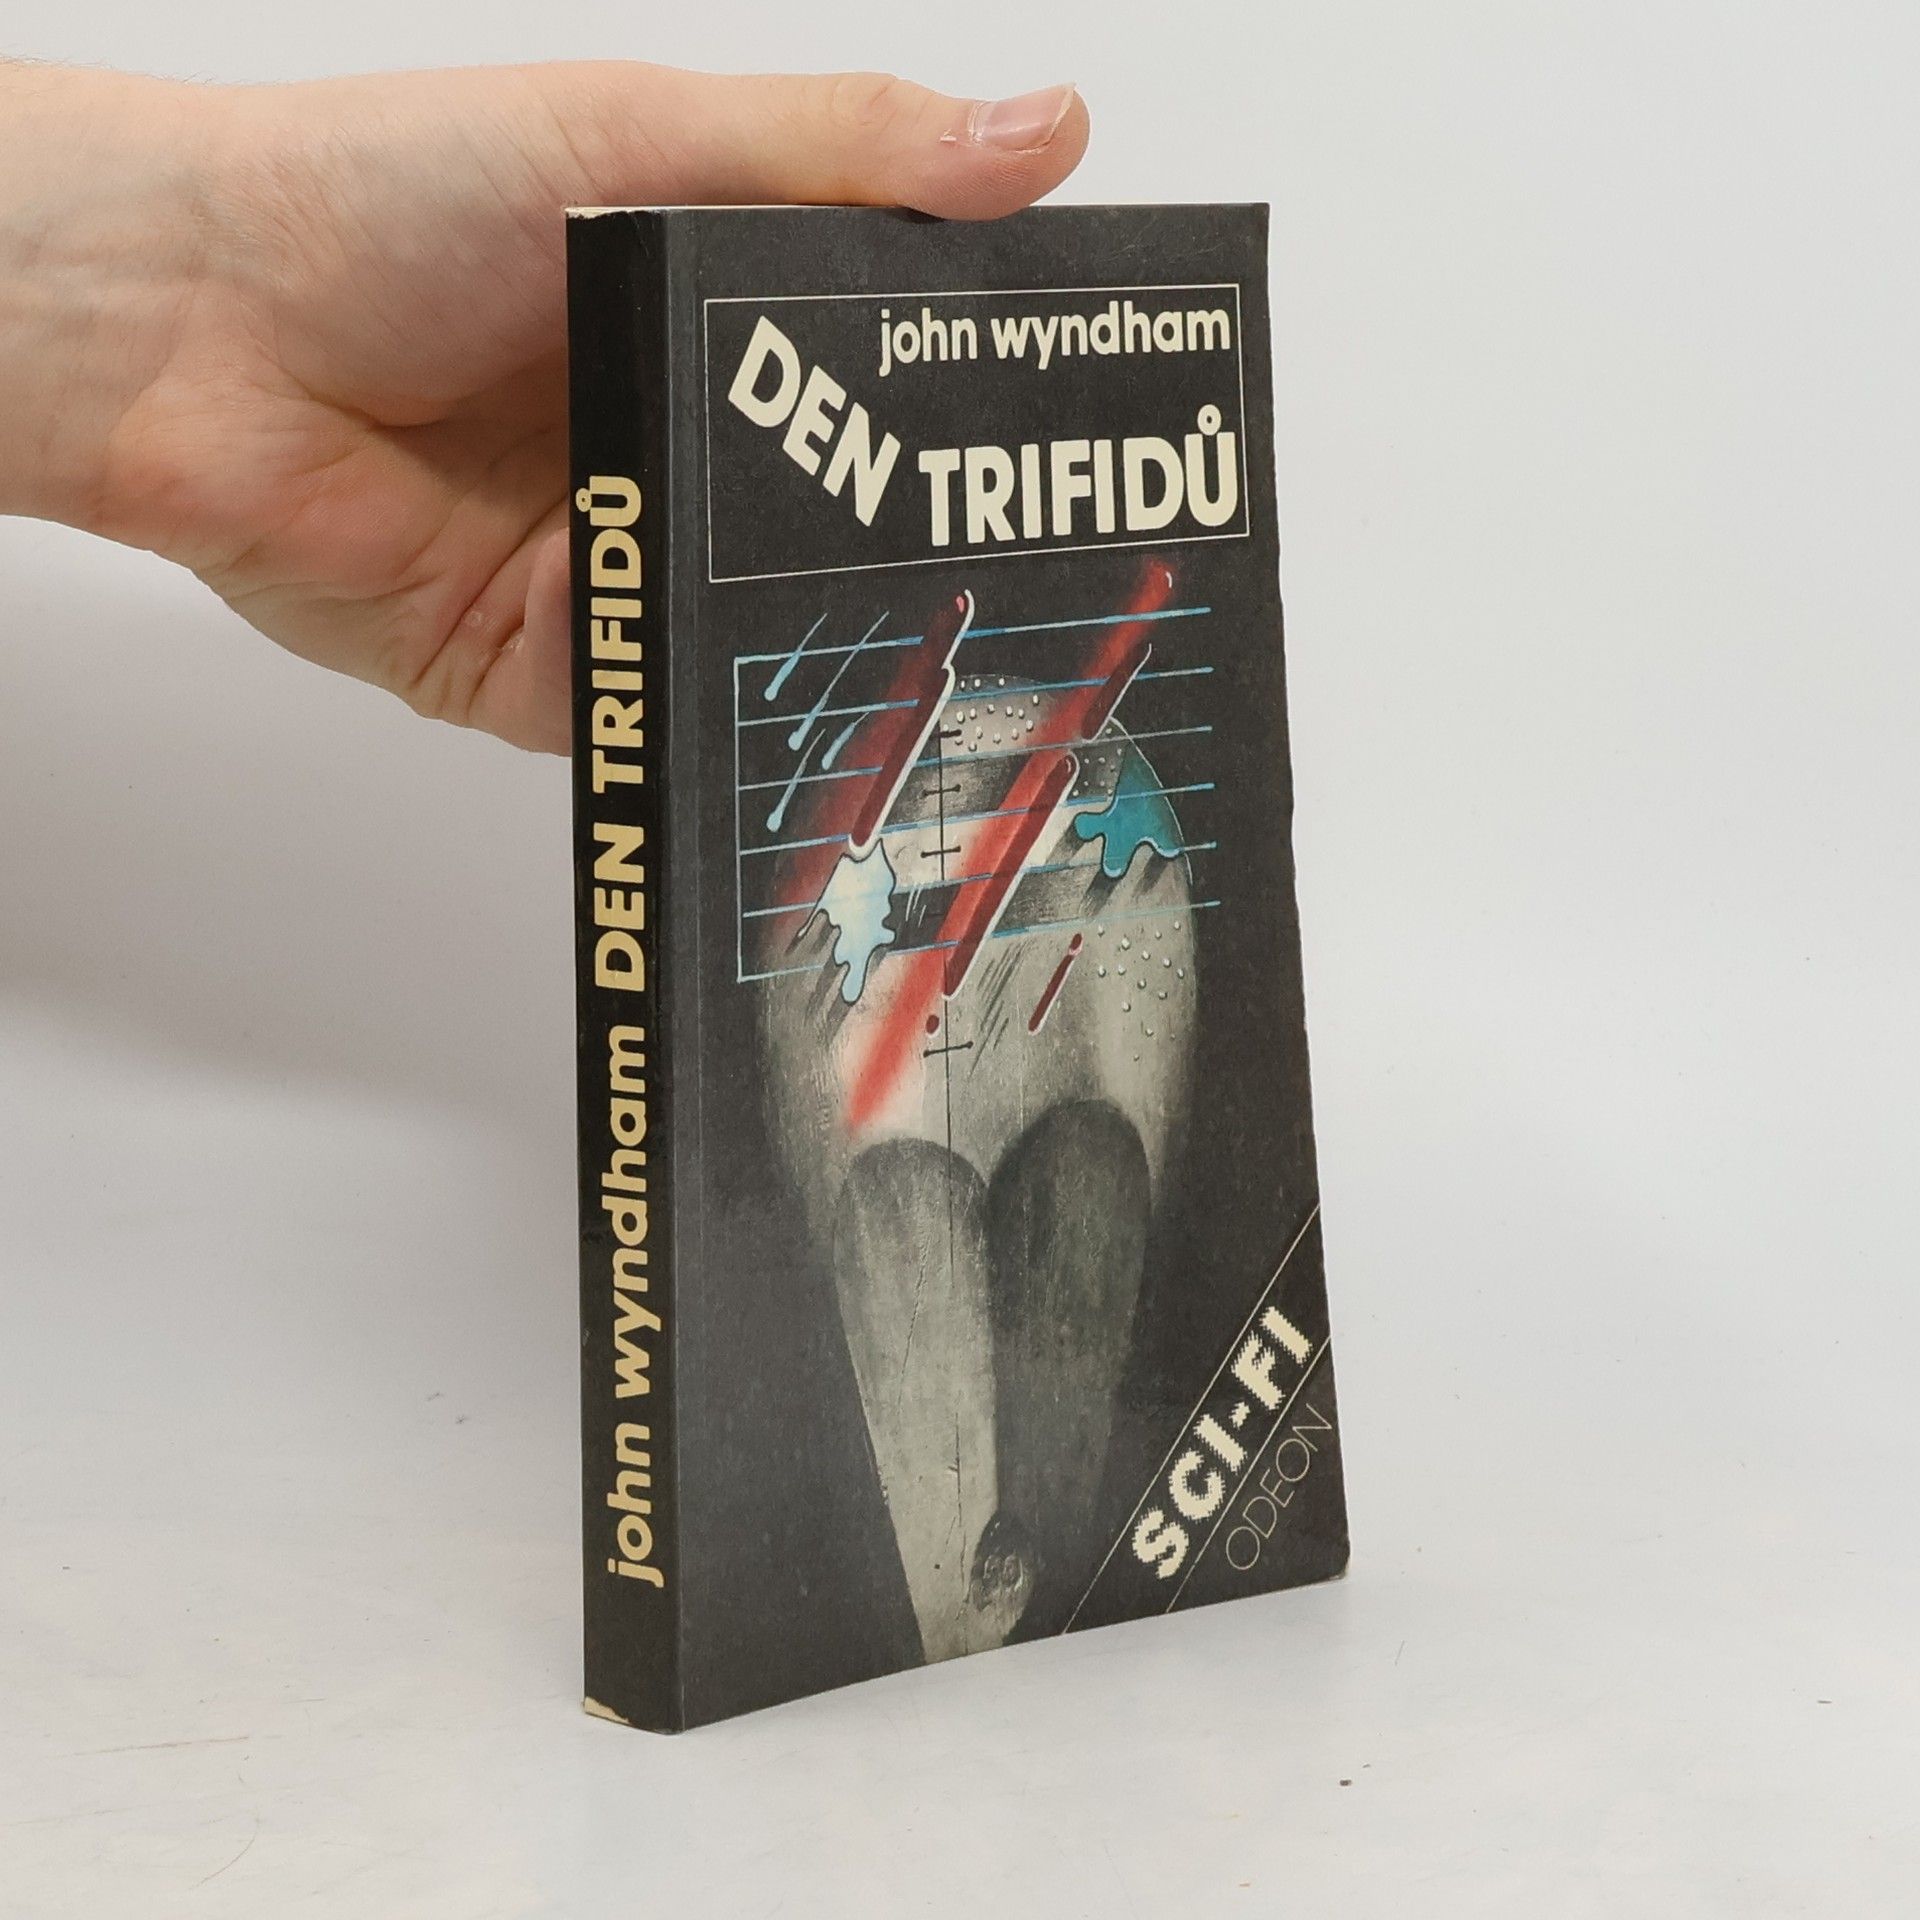 john wyndham DEN TRIFIDŮ
john wyndham
DEN TRIFIDŮ
SCI-FI
ODEON